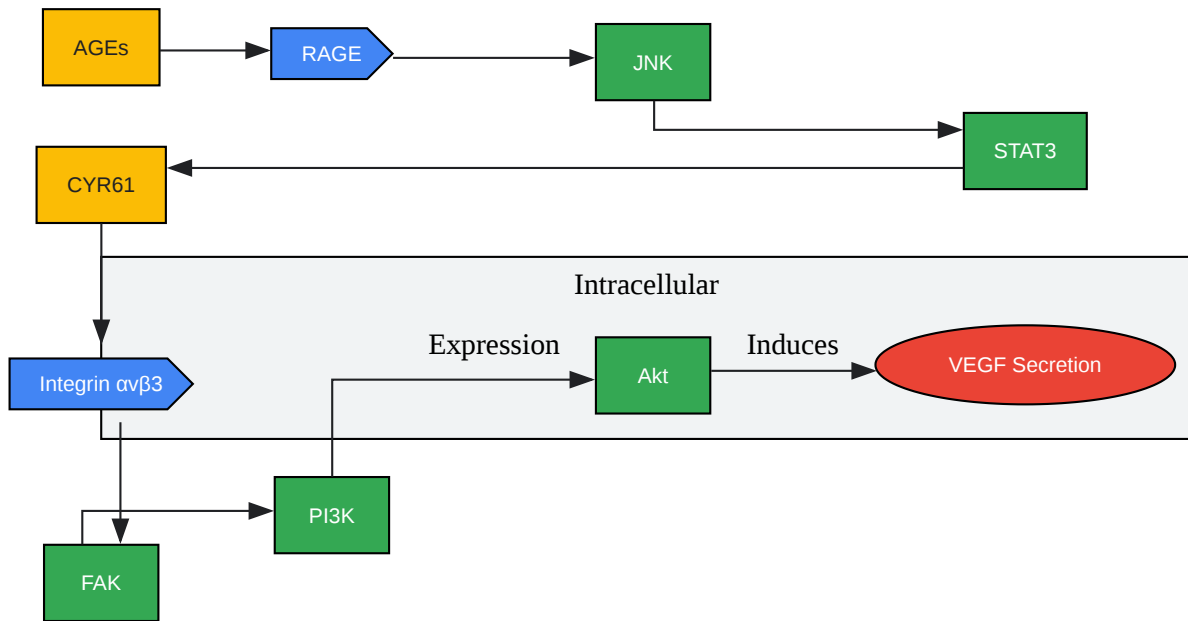 AGEs
RAGE
JNK
STAT3
CYR61
Intracellular
Expression
Induces
Integrin αvβ3
Akt
VEGF Secretion
PI3K
FAK